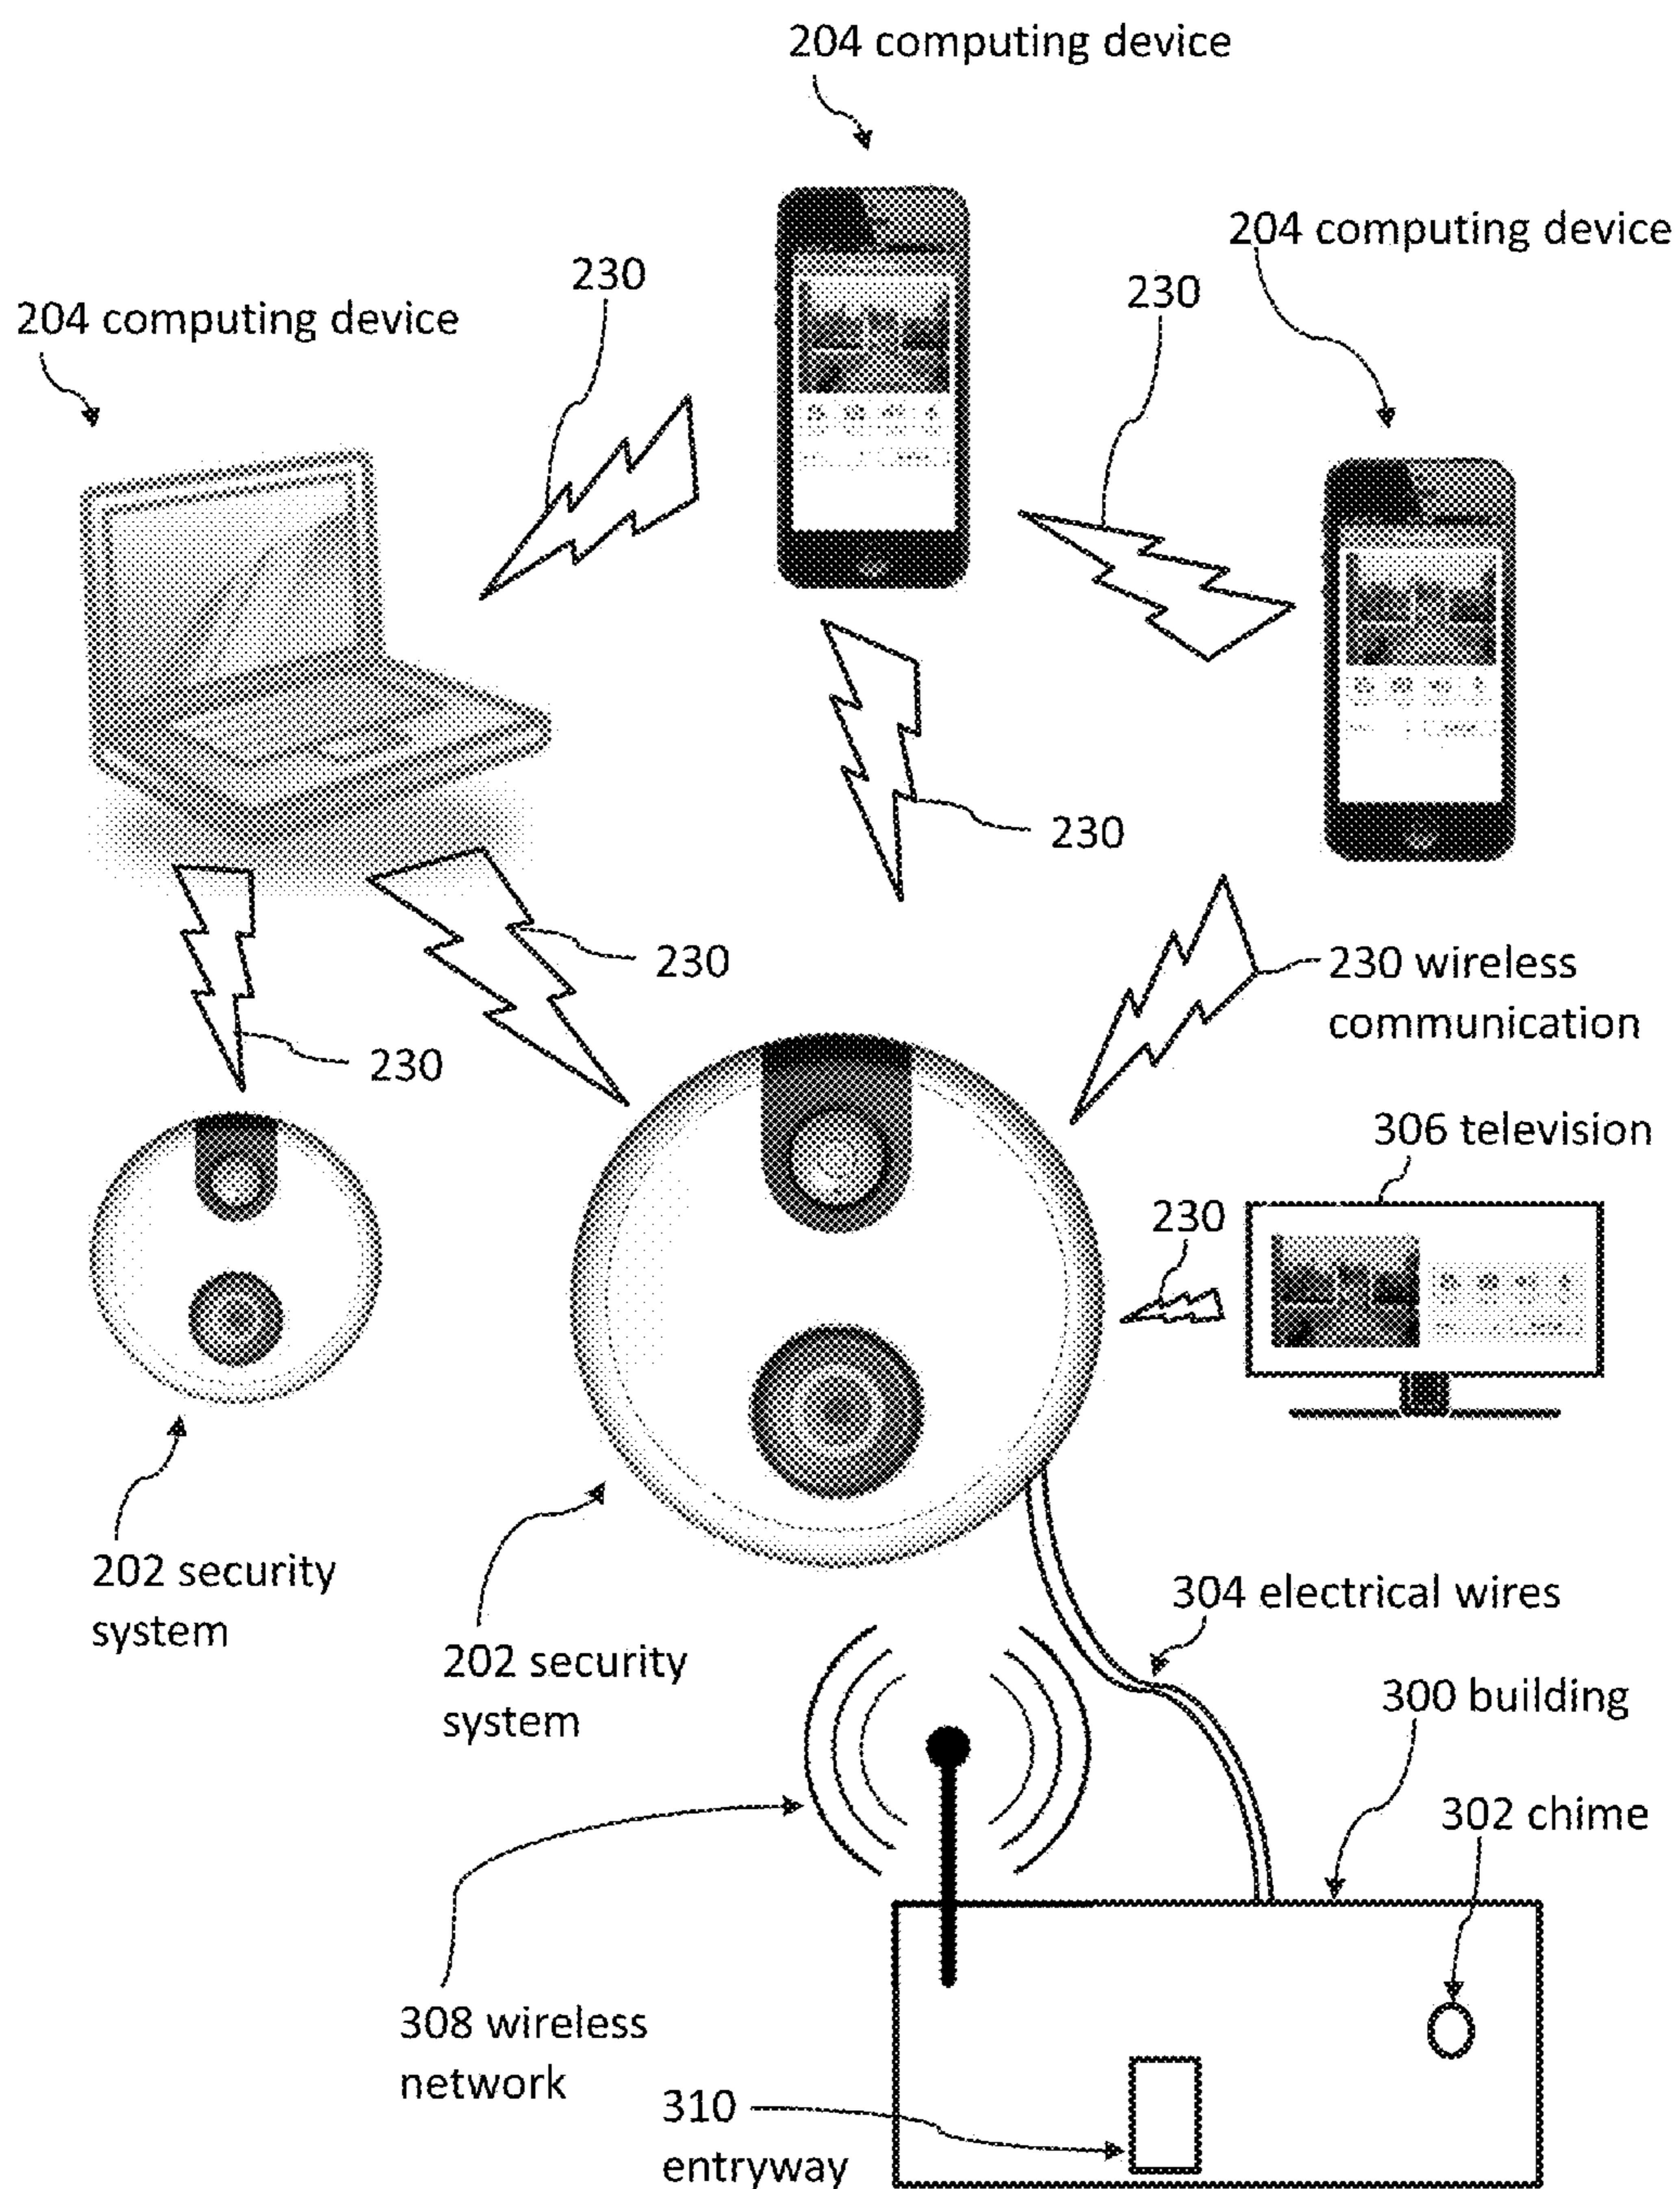 204 computing device
204 computing device
230
230
204 computing device
230
230
230 wireless
communication
230
306 television
230
202 security
system
304 electrical wires
202 security
system
300 building
302 chime
308 wireless
network
310
entryway